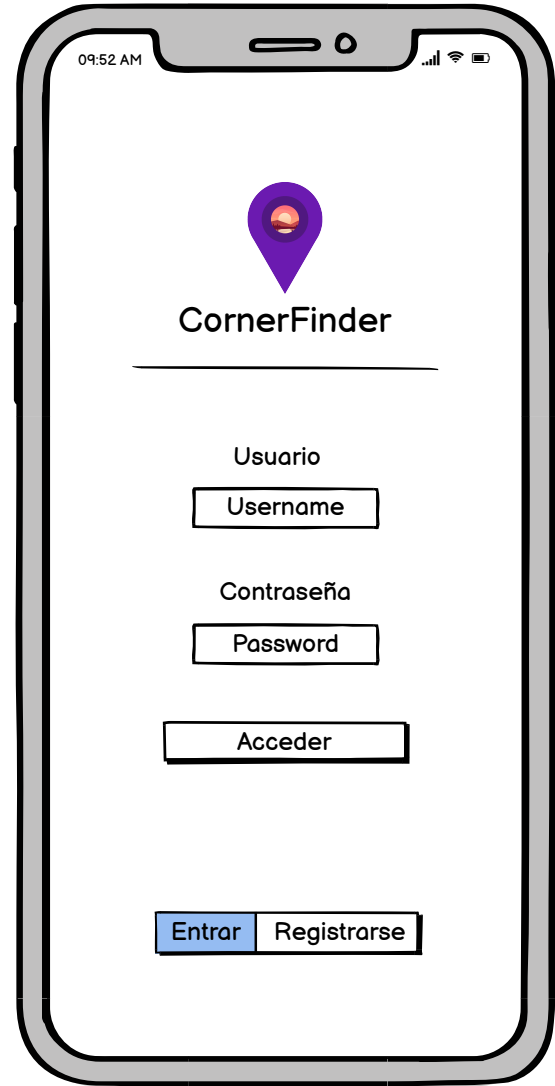 09:52 AM
CornerFinder
Usuario
Username
Contraseña
Password
Acceder
Entrar Registrarse